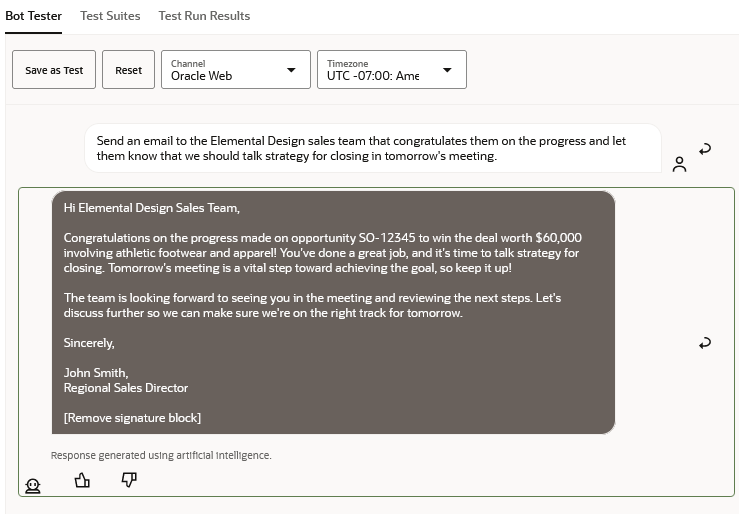 Bot Tester Test Suites Test Run Results
Save as Test Reset Channel Timezone
Oracle Web UTC -07:00: Ame
Send an email to the Elemental Design sales team that congratulates them on the progress and let
them know that we should talk strategy for closing in tomorrow's meeting.
Hi Elemental Design Sales Team,
Congratulations on the progress made on opportunity SO-12345 to win the deal worth $60,000
involving athletic footwear and apparel! You've done a great job, and it's time to talk strategy for
closing. Tomorrow's meeting is a vital step toward achieving the goal, so keep it up!
The team is looking forward to seeing you in the meeting and reviewing the next steps. Let's
discuss further so we can make sure we're on the right track for tomorrow.
Sincerely,
John Smith,
Regional Sales Director
[Remove signature block]
Response generated using artificial intelligence.